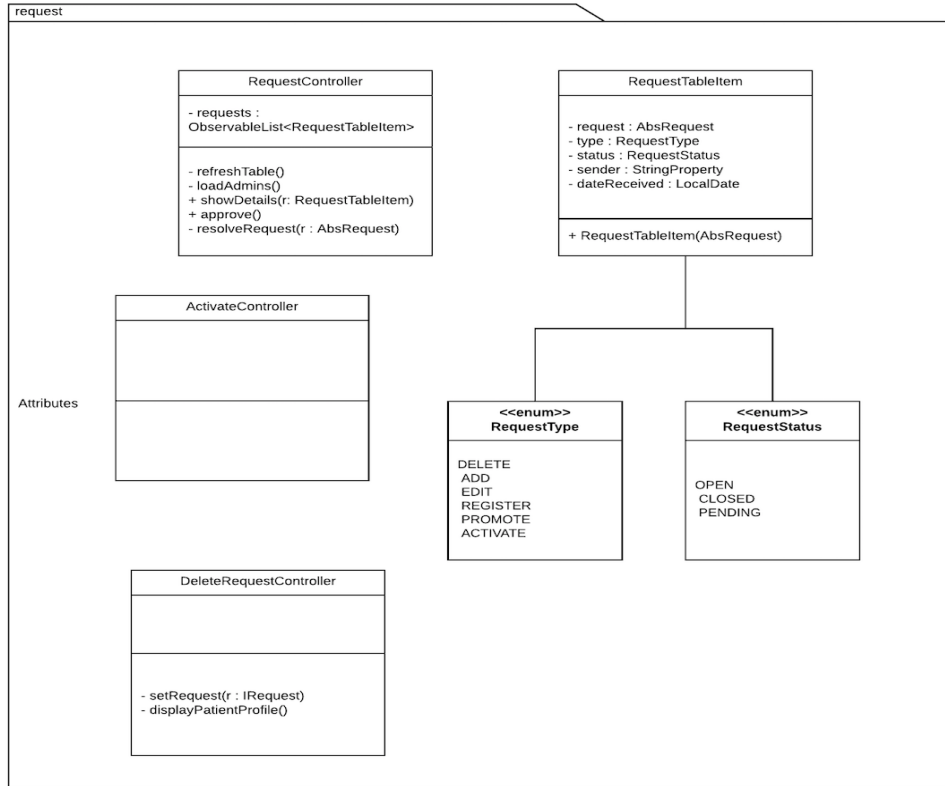 request
RequestController
- requests :
ObservableList<RequestTableItem>
- refreshTable()
- loadAdmins()
+ showDetails(r: RequestTableItem)
+ approve()
- resolveRequest(r : AbsRequest)
RequestTableItem
- request : AbsRequest
- type : RequestType
- status : RequestStatus
- sender : StringProperty
- dateReceived : LocalDate
+ RequestTableItem(AbsRequest)
ActivateController
Attributes
<<enum>>
RequestType
DELETE
ADD
EDIT
REGISTER
PROMOTE
ACTIVATE
<<enum>>
RequestStatus
OPEN
CLOSED
PENDING
DeleteRequestController
- setRequest(r : IRequest)
- displayPatientProfile()